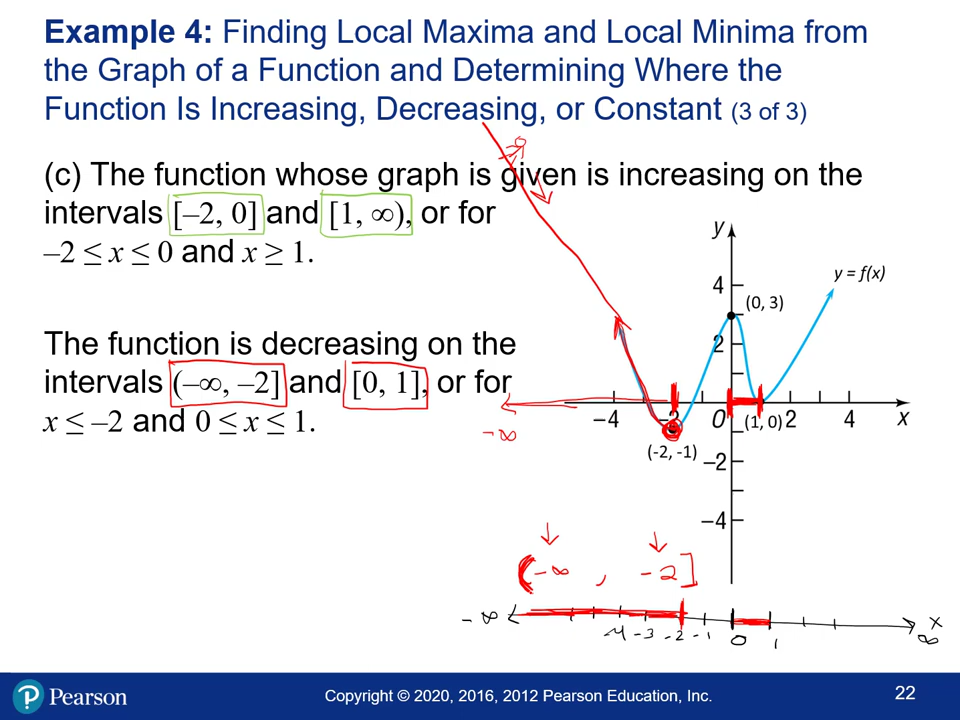 Example 4: Finding Local Maxima and Local Minima from
the Graph of a Function and Determining Where the
Function Is Increasing, Decreasing, or Constant (3 of 3)
(c) The function whose graph is given is increasing on the
intervals [–2, 0] and [1, ∞), or for
–2 ≤ x ≤ 0 and x ≥ 1.
The function is decreasing on the
intervals (–∞, –2] and [0, 1], or for
x ≤ –2 and 0 ≤ x ≤ 1.
y
y = f(x)
4
(0, 3)
2
–4 –2 O (1, 0) 2 4 x
-∞
(-2, -1)
–2
–4
(-∞, -2]
-∞ -4 -3 -2 -1 0 1 x ∞
Pearson
Copyright © 2020, 2016, 2012 Pearson Education, Inc.
22